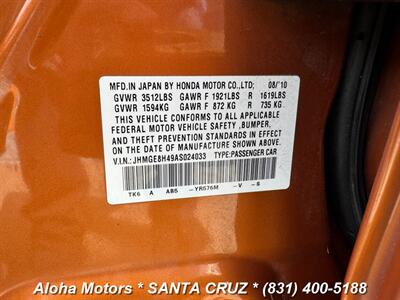 MFD. IN JAPAN BY HONDA MOTOR CO.,LTD; 08/'10
GVWR 3512LBS GAWR F 1921LBS R 1619LBS
GVWR 1594KG GAWR F 872 KG R 735 KG
THIS VEHICLE CONFORMS TO ALL APPLICABLE
FEDERAL MOTOR VEHICLE SAFETY ,BUMPER,
AND THEFT PREVENTION STANDARDS IN EFFECT
ON THE DATE OF MANUFACTURE SHOWN ABOVE.
V.I.N.: JHMGE8H49AS024033 TYPE:PASSENGER CAR
TK6 A AB5 -YR576M -V -S
Aloha Motors * SANTA CRUZ * (831) 400-5188